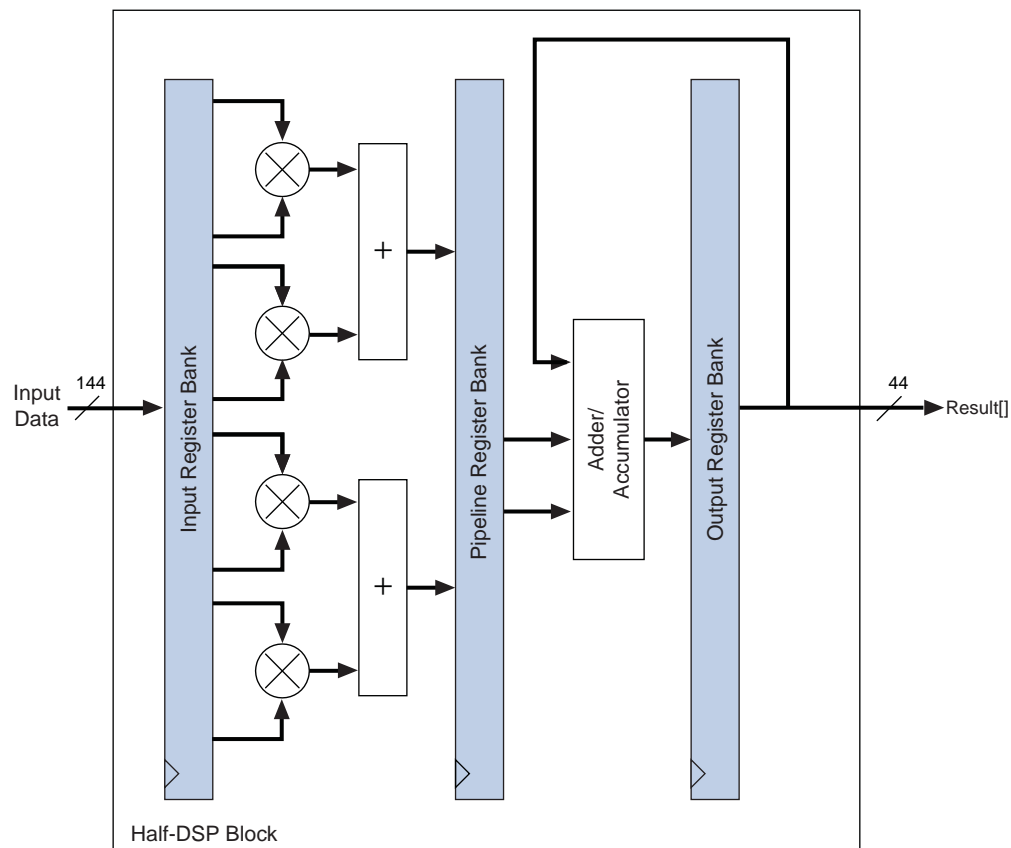 Input
Data
144
Input Register Bank
+
+
Pipeline Register Bank
Adder/
Accumulator
Output Register Bank
44
Result[]
Half-DSP Block